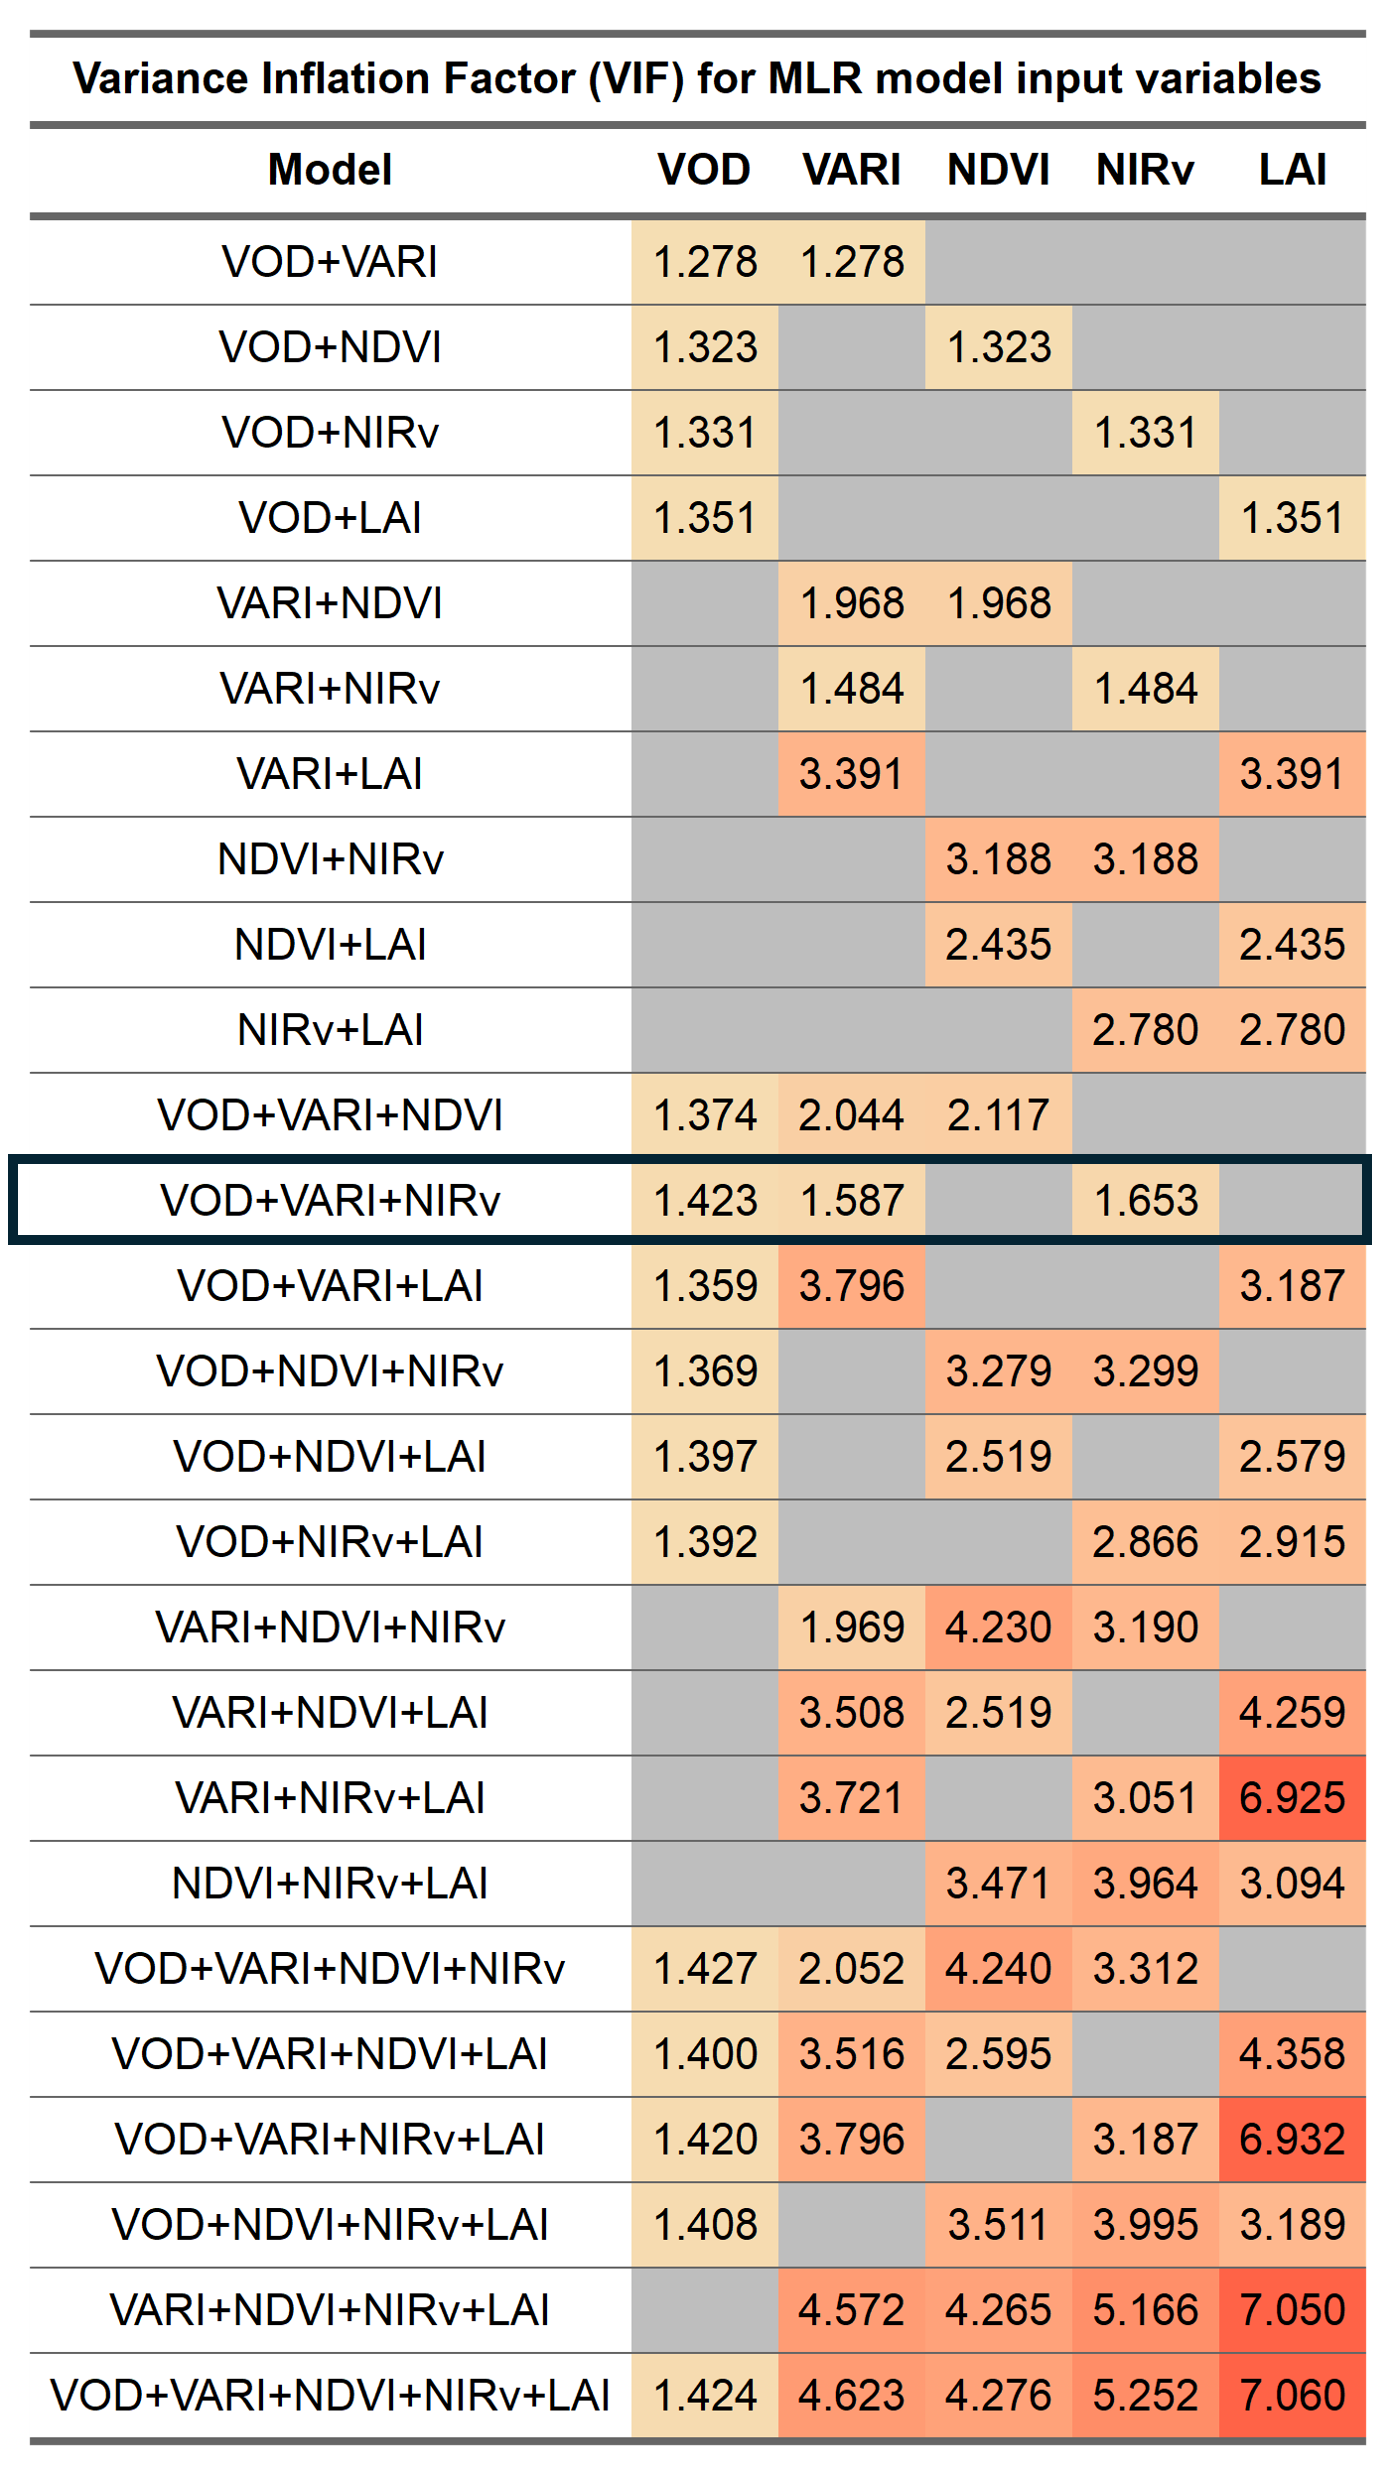 Variance Inflation Factor (VIF) for MLR model input variables
Model VOD VARI NDVI NIRv LAI
VOD+VARI 1.278 1.278
VOD+NDVI 1.323 1.323
VOD+NIRv 1.331 1.331
VOD+LAI 1.351 1.351
VARI+NDVI 1.968 1.968
VARI+NIRv 1.484 1.484
VARI+LAI 3.391 3.391
NDVI+NIRv 3.188 3.188
NDVI+LAI 2.435 2.435
NIRv+LAI 2.780 2.780
VOD+VARI+NDVI 1.374 2.044 2.117
VOD+VARI+NIRv 1.423 1.587 1.653
VOD+VARI+LAI 1.359 3.796 3.187
VOD+NDVI+NIRv 1.369 3.279 3.299
VOD+NDVI+LAI 1.397 2.519 2.579
VOD+NIRv+LAI 1.392 2.866 2.915
VARI+NDVI+NIRv 1.969 4.230 3.190
VARI+NDVI+LAI 3.508 2.519 4.259
VARI+NIRv+LAI 3.721 3.051 6.925
NDVI+NIRv+LAI 3.471 3.964 3.094
VOD+VARI+NDVI+NIRv 1.427 2.052 4.240 3.312
VOD+VARI+NDVI+LAI 1.400 3.516 2.595 4.358
VOD+VARI+NIRv+LAI 1.420 3.796 3.187 6.932
VOD+NDVI+NIRv+LAI 1.408 3.511 3.995 3.189
VARI+NDVI+NIRv+LAI 4.572 4.265 5.166 7.050
VOD+VARI+NDVI+NIRv+LAI 1.424 4.623 4.276 5.252 7.060